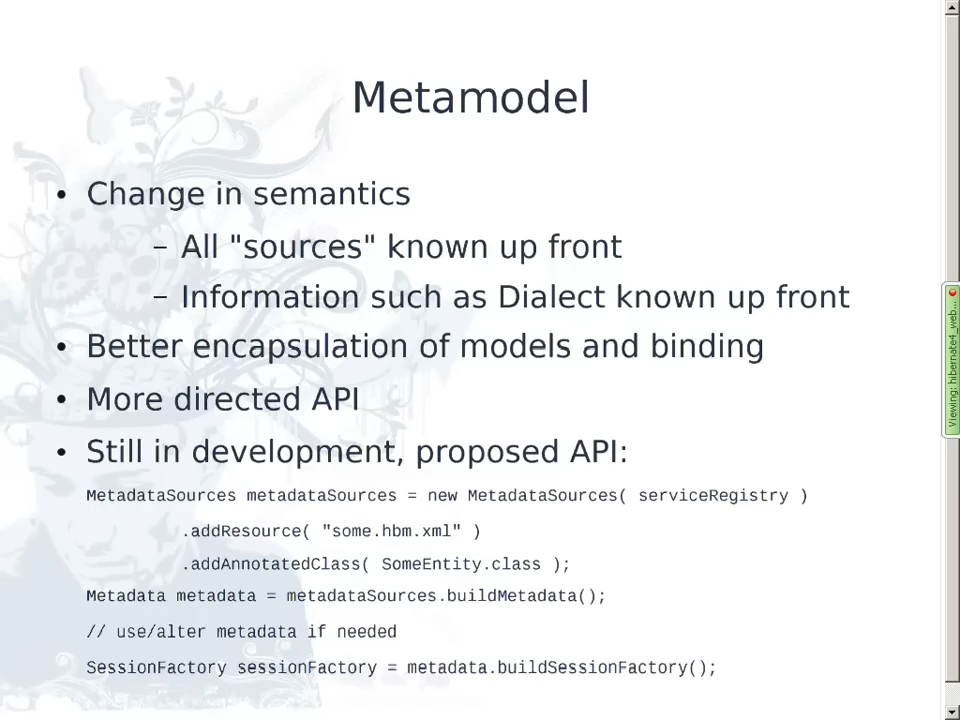 Metamodel
• Change in semantics
– All "sources" known up front
– Information such as Dialect known up front
• Better encapsulation of models and binding
• More directed API
• Still in development, proposed API:
MetadataSources metadataSources = new MetadataSources( serviceRegistry )
.addResource( "some.hbm.xml" )
.addAnnotatedClass( SomeEntity.class );
Metadata metadata = metadataSources.buildMetadata();
// use/alter metadata if needed
SessionFactory sessionFactory = metadata.buildSessionFactory();
Viewing: hibernate4_web...